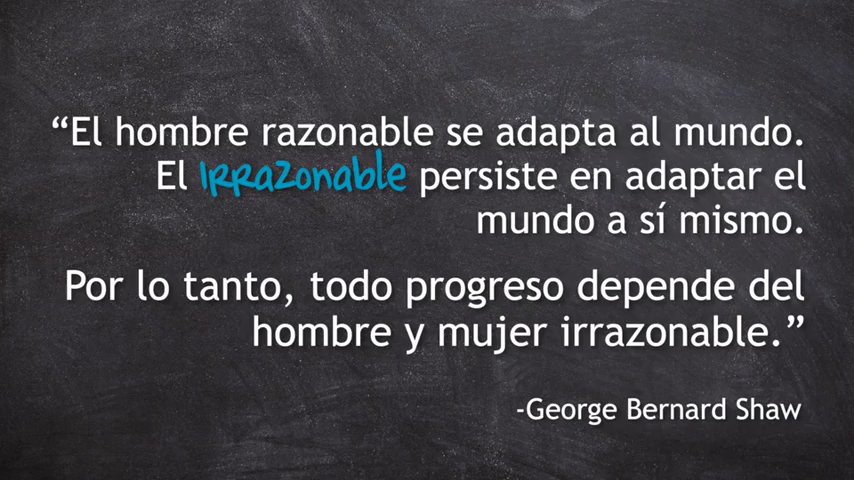 “El hombre razonable se adapta al mundo.
El Irrazonable persiste en adaptar el
mundo a sí mismo.
Por lo tanto, todo progreso depende del
hombre y mujer irrazonable.”
-George Bernard Shaw